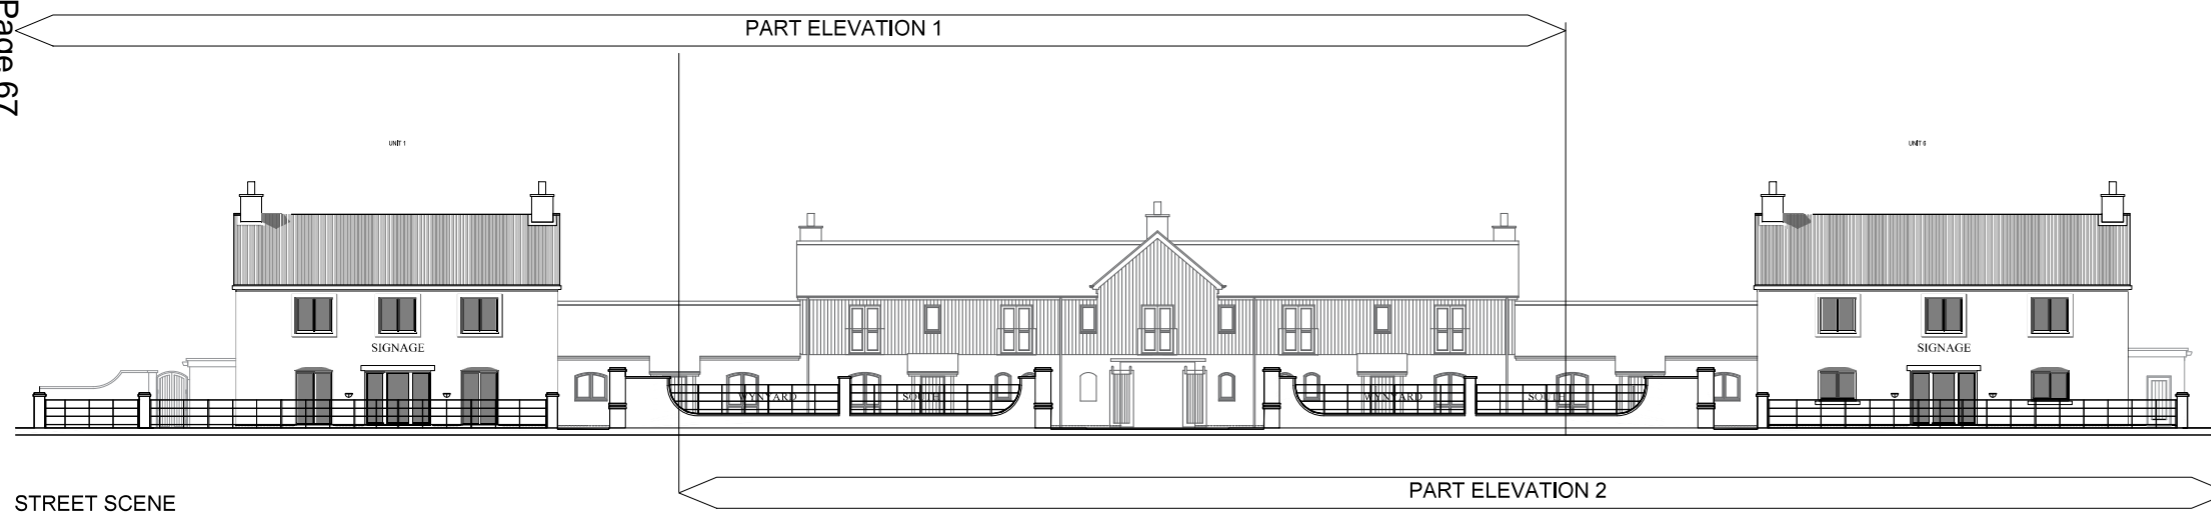 Page 67
PART ELEVATION 1
UNIT 1
UNIT 6
SIGNAGE
SIGNAGE
WYNYARD
SOUTH
WYNYARD
SOUTH
PART ELEVATION 2
STREET SCENE